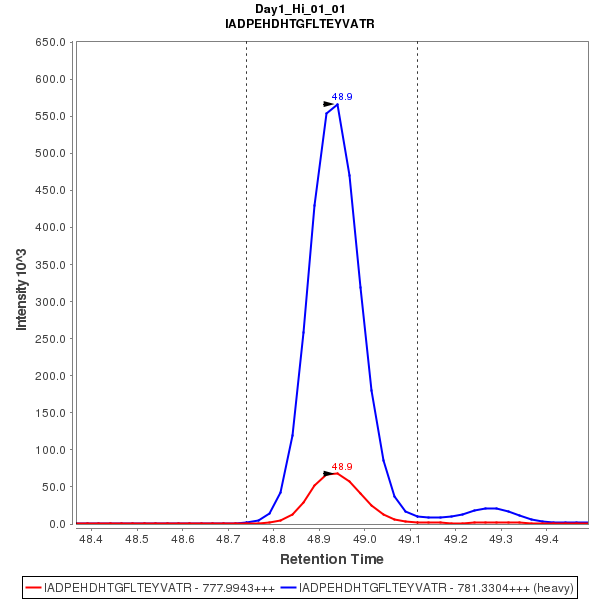 Day1_Hi_01_01
IADPEHDHTGFLTEYVATR
650.0
600.0
550.0
500.0
450.0
400.0
350.0
300.0
250.0
200.0
150.0
100.0
50.0
0.0
Intensity 10^3
48.9
48.9
48.4 48.5 48.6 48.7 48.8 48.9 49.0 49.1 49.2 49.3 49.4
Retention Time
IADPEHDHTGFLTEYVATR - 777.9943+++ IADPEHDHTGFLTEYVATR - 781.3304+++ (heavy)